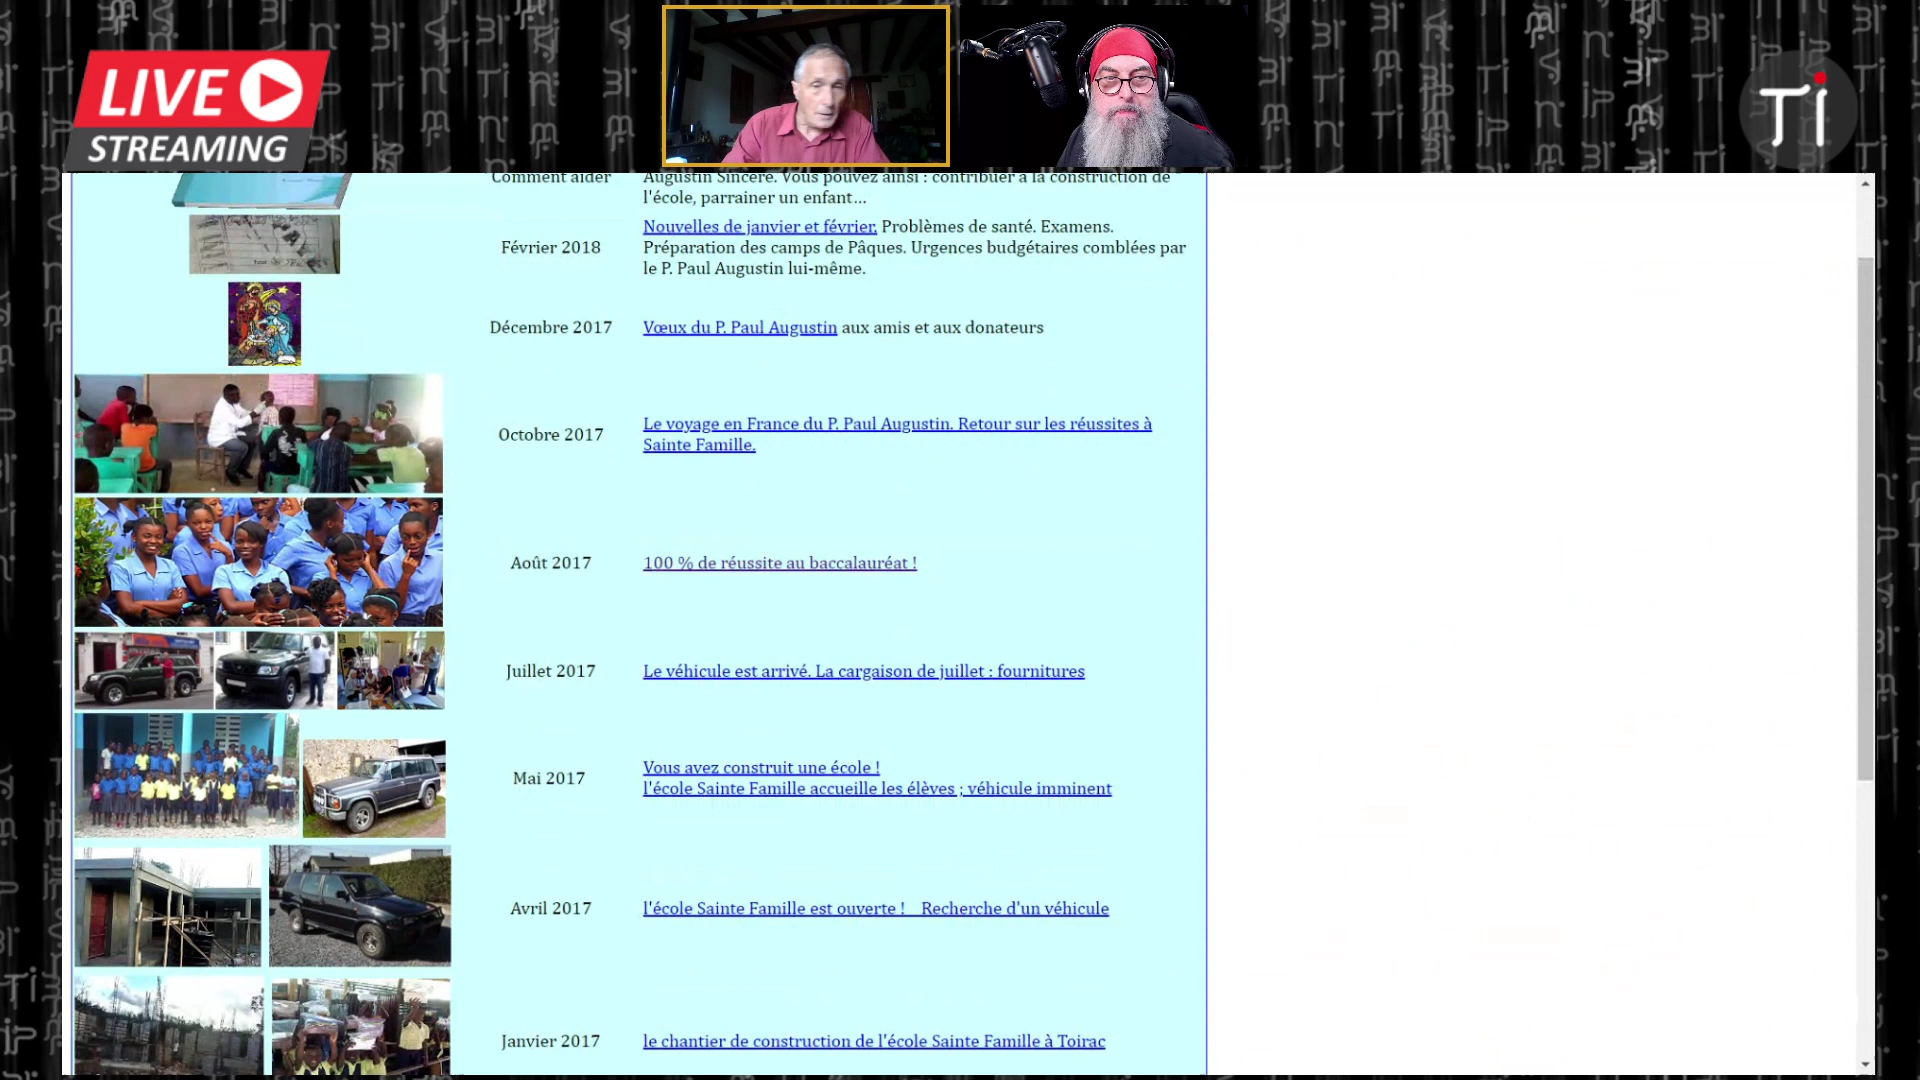 LIVE
STREAMING
Ti
Comment aider
Augustin Sincère. Vous pouvez ainsi : contribuer à la construction de
l'école, parrainer un enfant…
Février 2018
Nouvelles de janvier et février. Problèmes de santé. Examens.
Préparation des camps de Pâques. Urgences budgétaires comblées par
le P. Paul Augustin lui-même.
Décembre 2017
Vœux du P. Paul Augustin aux amis et aux donateurs
Octobre 2017
Le voyage en France du P. Paul Augustin. Retour sur les réussites à
Sainte Famille.
Août 2017
100 % de réussite au baccalauréat !
Juillet 2017
Le véhicule est arrivé. La cargaison de juillet : fournitures
Mai 2017
Vous avez construit une école !
l'école Sainte Famille accueille les élèves ; véhicule imminent
Avril 2017
l'école Sainte Famille est ouverte ! Recherche d'un véhicule
Janvier 2017
le chantier de construction de l'école Sainte Famille à Toirac